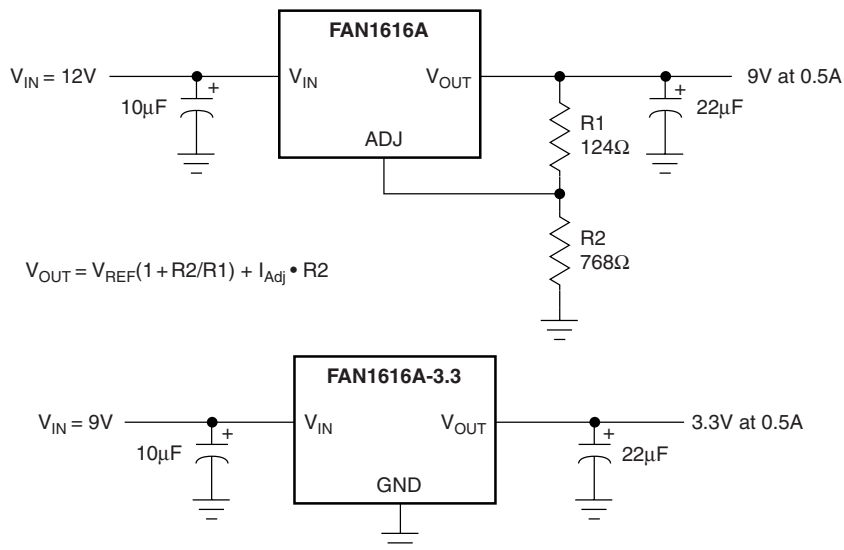 FAN1616A
V_IN = 12V
V_IN
V_OUT
9V at 0.5A
10μF
+
ADJ
R1
124Ω
+
22μF
R2
768Ω
V_OUT = V_REF(1 + R2/R1) + I_Adj • R2
FAN1616A-3.3
V_IN = 9V
V_IN
V_OUT
3.3V at 0.5A
10μF
+
GND
+
22μF